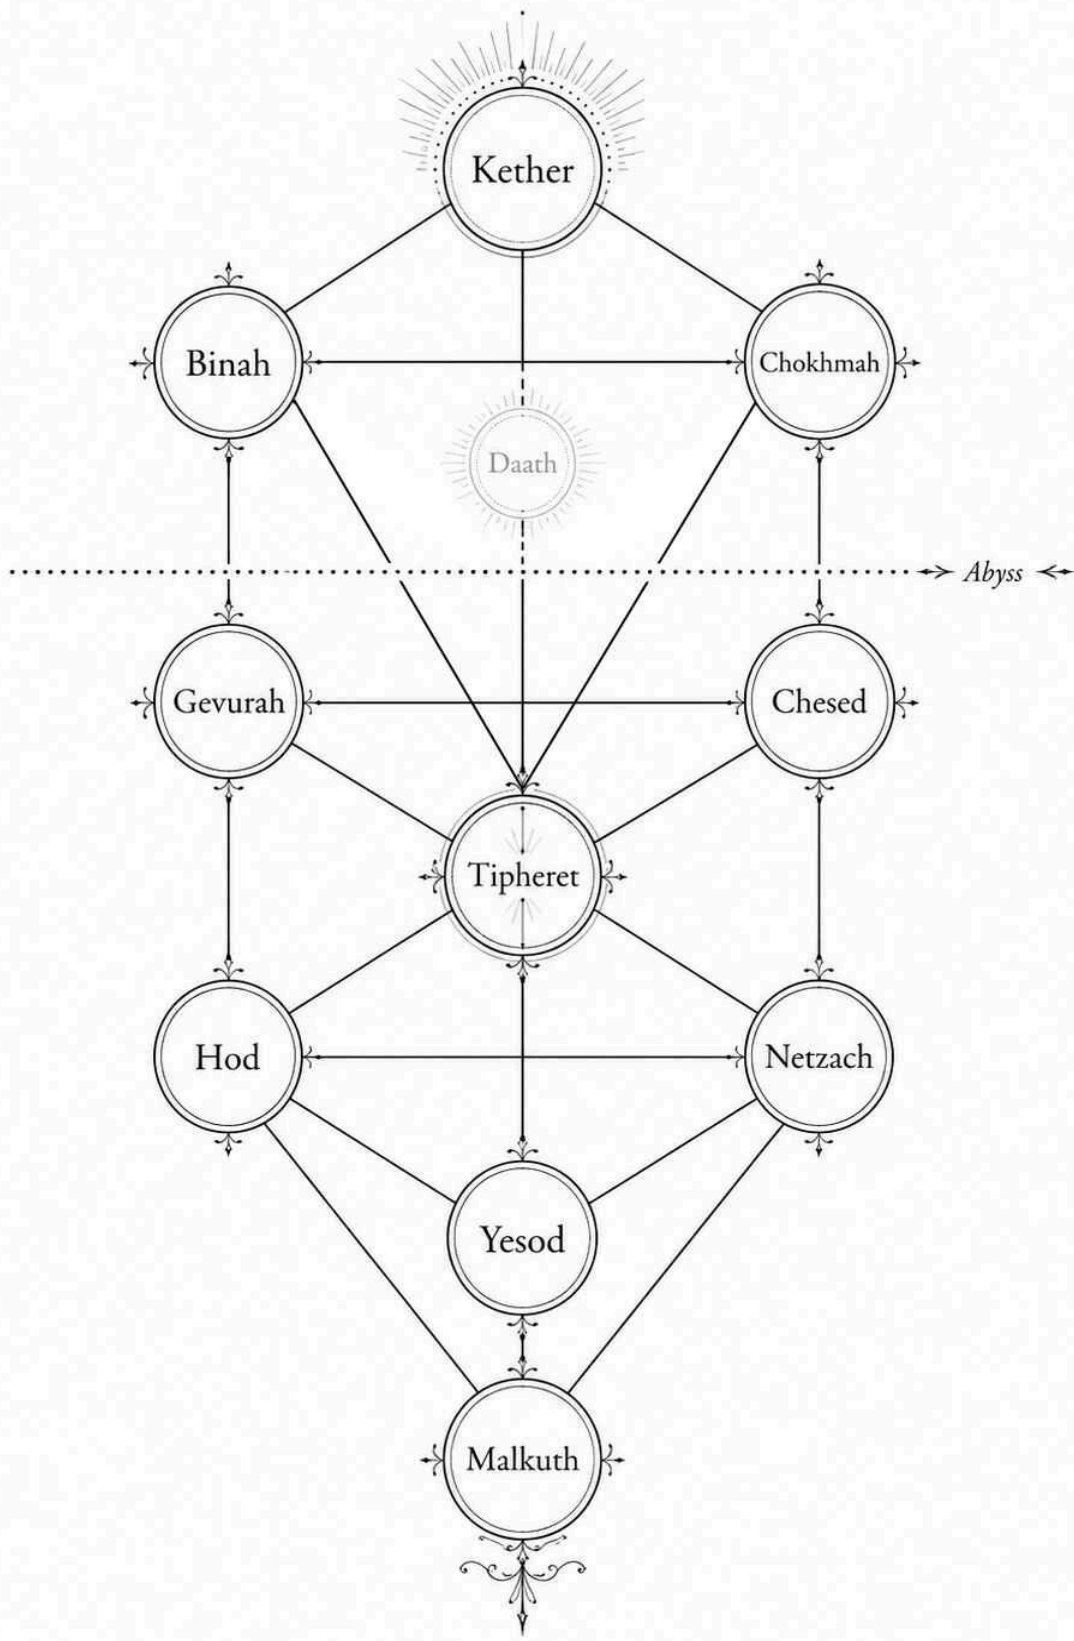 Kether
Binah
Chokhmah
Daath
Abyss
Gevurah
Chesed
Tipheret
Hod
Netzach
Yesod
Malkuth